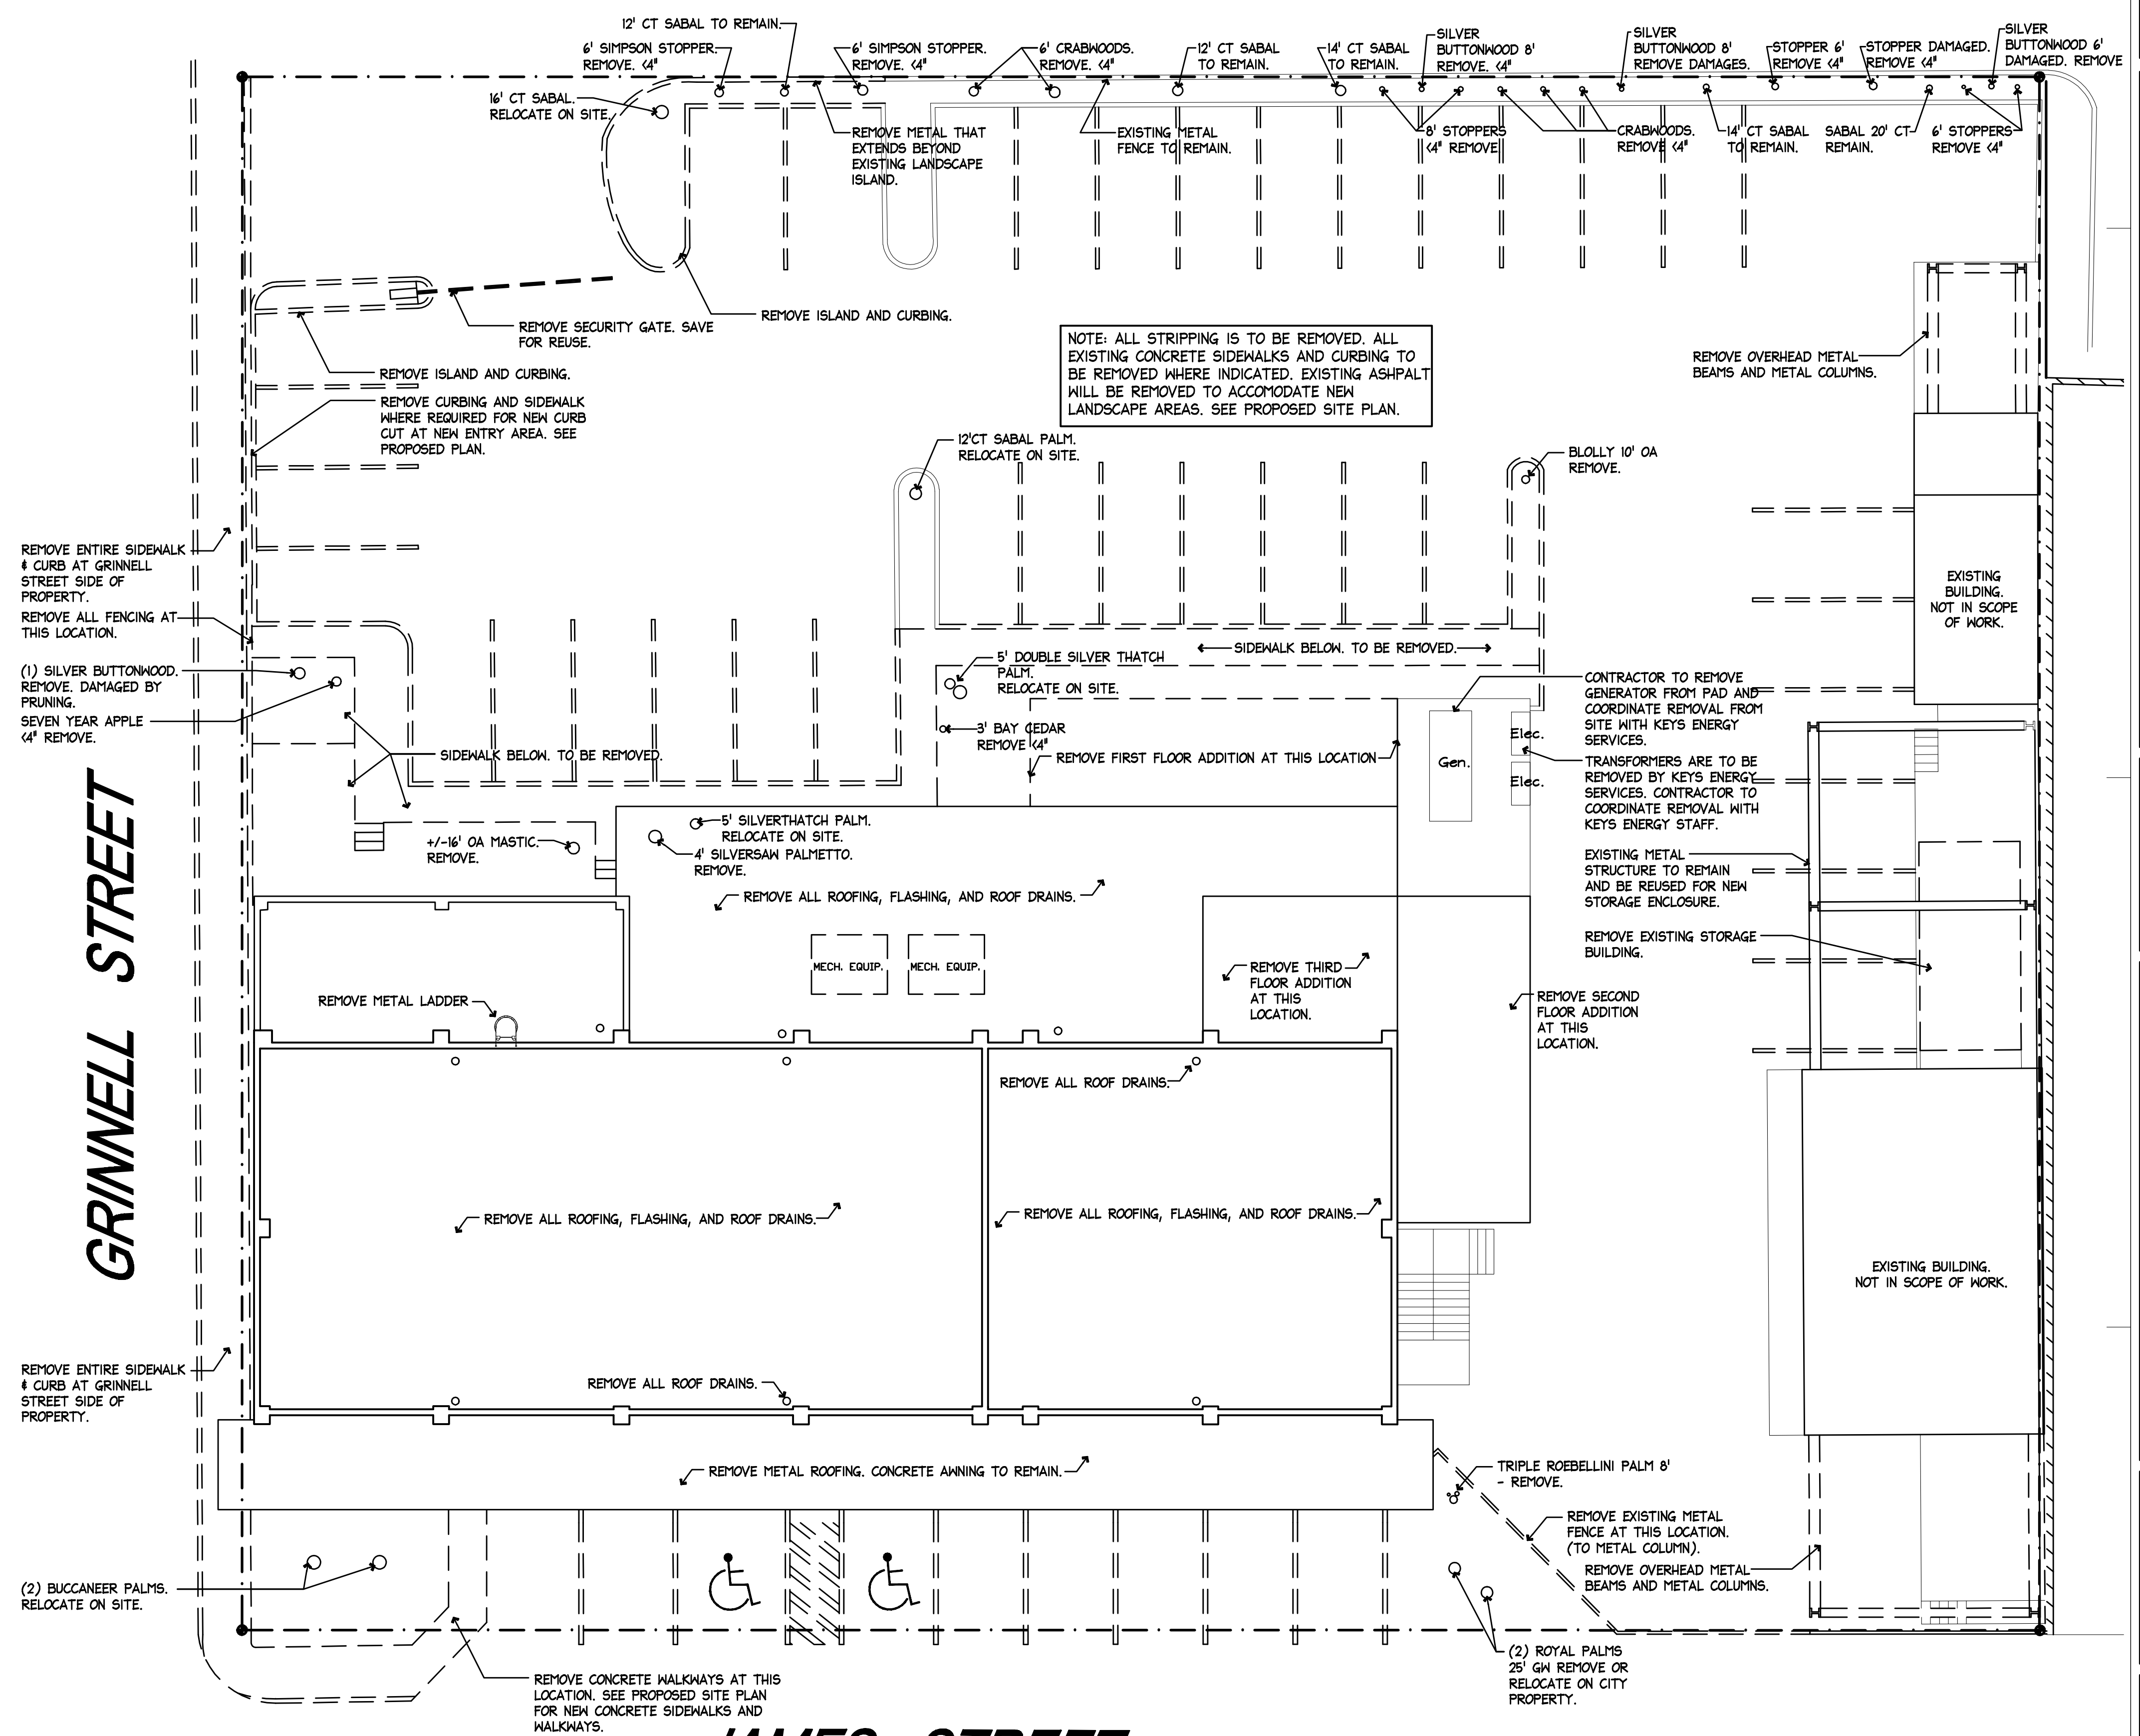 12' CT SABAL TO REMAIN.
6' SIMPSON STOPPER.
REMOVE. <4"
6' SIMPSON STOPPER.
REMOVE. <4"
6' CRABWOODS.
REMOVE. <4"
12' CT SABAL
TO REMAIN.
14' CT SABAL
TO REMAIN.
SILVER
BUTTONWOOD 8'
REMOVE. <4"
SILVER
BUTTONWOOD 8'
REMOVE DAMAGES.
STOPPER 6'
REMOVE <4"
STOPPER DAMAGED.
REMOVE <4"
SILVER
BUTTONWOOD 6'
DAMAGED. REMOVE
16' CT SABAL.
RELOCATE ON SITE.
REMOVE METAL THAT
EXTENDS BEYOND
EXISTING LANDSCAPE
ISLAND.
EXISTING METAL
FENCE TO REMAIN.
8' STOPPERS
<4" REMOVE
CRABWOODS.
REMOVE <4"
14' CT SABAL
TO REMAIN.
SABAL 20' CT
REMAIN.
6' STOPPERS
REMOVE <4"
REMOVE SECURITY GATE. SAVE
FOR REUSE.
REMOVE ISLAND AND CURBING.
REMOVE ISLAND AND CURBING.
REMOVE CURBING AND SIDEWALK
WHERE REQUIRED FOR NEW CURB
CUT AT NEW ENTRY AREA. SEE
PROPOSED PLAN.
NOTE: ALL STRIPPING IS TO BE REMOVED. ALL
EXISTING CONCRETE SIDEWALKS AND CURBING TO
BE REMOVED WHERE INDICATED. EXISTING ASHPALT
WILL BE REMOVED TO ACCOMODATE NEW
LANDSCAPE AREAS. SEE PROPOSED SITE PLAN.
REMOVE OVERHEAD METAL
BEAMS AND METAL COLUMNS.
12'CT SABAL PALM.
RELOCATE ON SITE.
BLOLLY 10' OA
REMOVE.
REMOVE ENTIRE SIDEWALK
& CURB AT GRINNELL
STREET SIDE OF
PROPERTY.
REMOVE ALL FENCING AT
THIS LOCATION.
(1) SILVER BUTTONWOOD.
REMOVE. DAMAGED BY
PRUNING.
SEVEN YEAR APPLE
<4" REMOVE.
EXISTING
BUILDING.
NOT IN SCOPE
OF WORK.
SIDEWALK BELOW. TO BE REMOVED.
5' DOUBLE SILVER THATCH
PALM.
RELOCATE ON SITE.
3' BAY CEDAR
REMOVE <4"
REMOVE FIRST FLOOR ADDITION AT THIS LOCATION
SIDEWALK BELOW. TO BE REMOVED.
CONTRACTOR TO REMOVE
GENERATOR FROM PAD AND
COORDINATE REMOVAL FROM
SITE WITH KEYS ENERGY
SERVICES.
Elec.
Gen.
Elec.
TRANSFORMERS ARE TO BE
REMOVED BY KEYS ENERGY
SERVICES. CONTRACTOR TO
COORDINATE REMOVAL WITH
KEYS ENERGY STAFF.
GRINNELL STREET
+/-16' OA MASTIC.
REMOVE.
5' SILVERTHATCH PALM.
RELOCATE ON SITE.
4' SILVERSAW PALMETTO.
REMOVE.
REMOVE ALL ROOFING, FLASHING, AND ROOF DRAINS.
EXISTING METAL
STRUCTURE TO REMAIN
AND BE REUSED FOR NEW
STORAGE ENCLOSURE.
REMOVE EXISTING STORAGE
BUILDING.
MECH. EQUIP.
MECH. EQUIP.
REMOVE THIRD
FLOOR ADDITION
AT THIS
LOCATION.
REMOVE SECOND
FLOOR ADDITION
AT THIS
LOCATION.
REMOVE METAL LADDER
REMOVE ALL ROOF DRAINS.
REMOVE ALL ROOFING, FLASHING, AND ROOF DRAINS.
REMOVE ALL ROOFING, FLASHING, AND ROOF DRAINS.
EXISTING BUILDING.
NOT IN SCOPE OF WORK.
REMOVE ENTIRE SIDEWALK
& CURB AT GRINNELL
STREET SIDE OF
PROPERTY.
REMOVE ALL ROOF DRAINS.
REMOVE METAL ROOFING. CONCRETE AWNING TO REMAIN.
TRIPLE ROEBELLINI PALM 8'
- REMOVE.
REMOVE EXISTING METAL
FENCE AT THIS LOCATION.
(TO METAL COLUMN).
REMOVE OVERHEAD METAL
BEAMS AND METAL COLUMNS.
(2) BUCCANEER PALMS.
RELOCATE ON SITE.
(2) ROYAL PALMS
25' GW REMOVE OR
RELOCATE ON CITY
PROPERTY.
REMOVE CONCRETE WALKWAYS AT THIS
LOCATION. SEE PROPOSED SITE PLAN
FOR NEW CONCRETE SIDEWALKS AND
WALKWAYS.
STREET